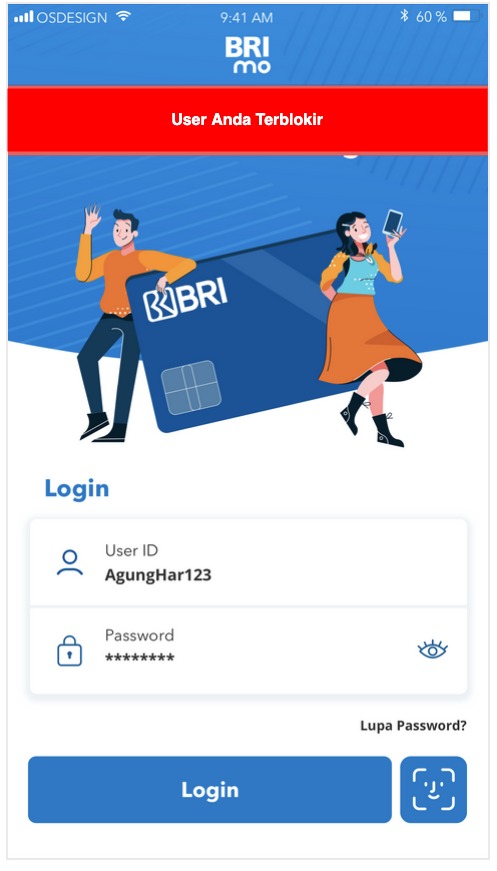 OSDESIGN 9:41 AM 60 %
BRI
mo
User Anda Terblokir
BRI
Login
User ID
AgungHar123
Password
********
Lupa Password?
Login